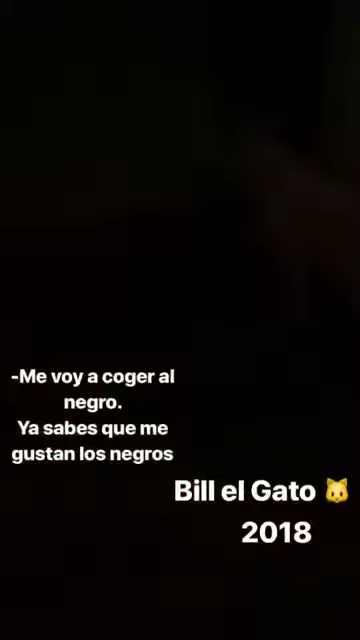 -Me voy a coger al
negro.
Ya sabes que me
gustan los negros
Bill el Gato 🐱
2018